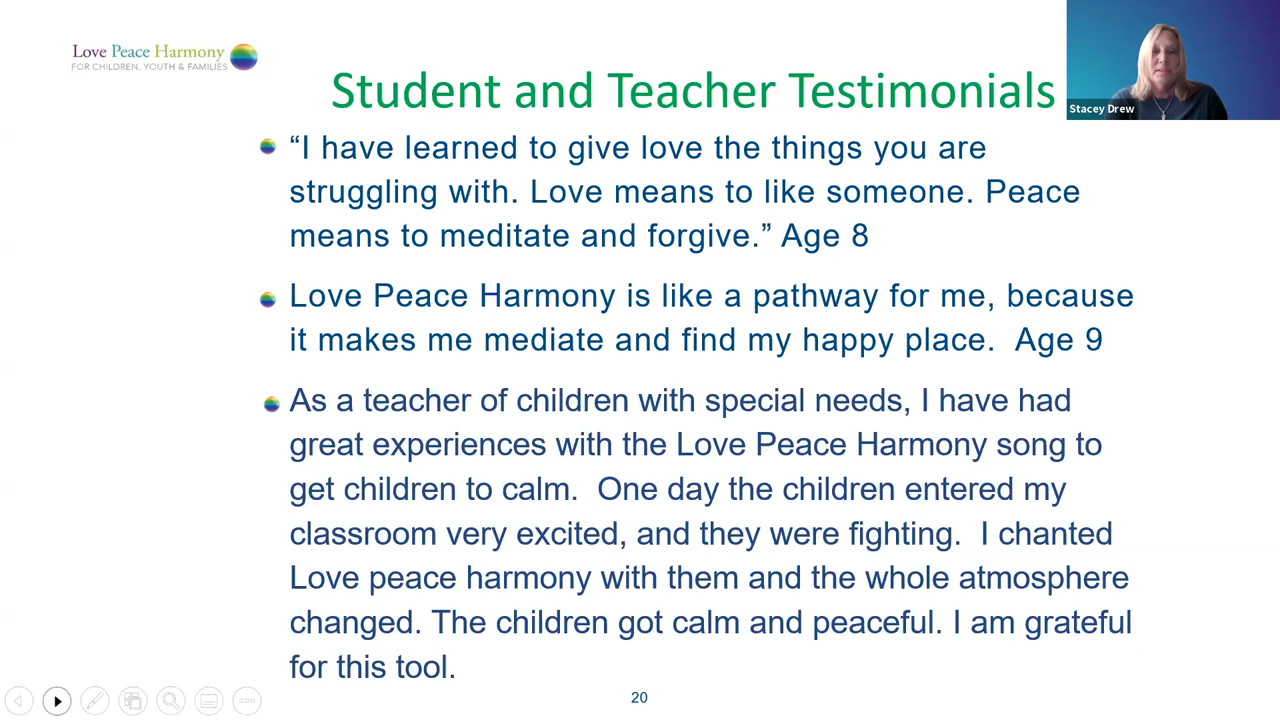 Love Peace Harmony
FOR CHILDREN, YOUTH & FAMILIES
Student and Teacher Testimonials
Stacey Drew
“I have learned to give love the things you are
struggling with. Love means to like someone. Peace
means to meditate and forgive.” Age 8
Love Peace Harmony is like a pathway for me, because
it makes me mediate and find my happy place.  Age 9
As a teacher of children with special needs, I have had
great experiences with the Love Peace Harmony song to
get children to calm.  One day the children entered my
classroom very excited, and they were fighting.  I chanted
Love peace harmony with them and the whole atmosphere
changed. The children got calm and peaceful. I am grateful
for this tool.
20